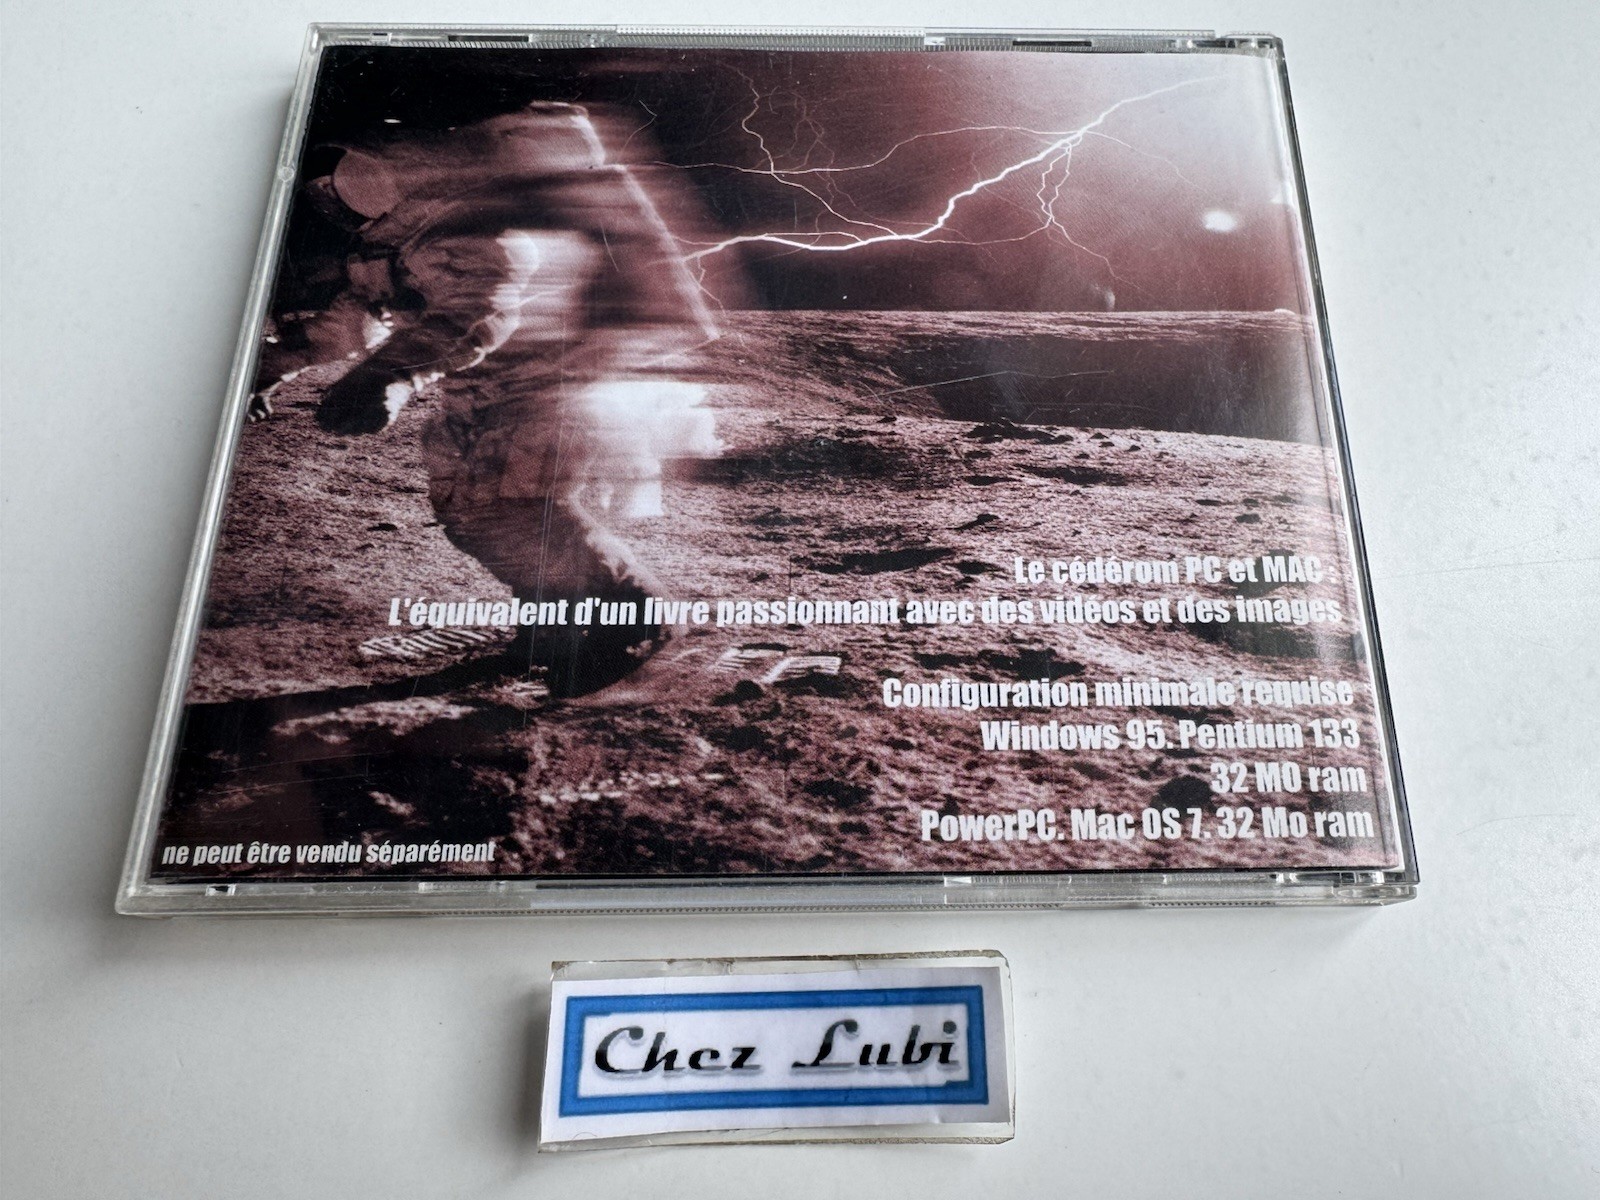 Le cédérom PC et MAC :
L'équivalent d'un livre passionnant avec des vidéos et des images
Configuration minimale requise
Windows 95. Pentium 133
32 MO ram
PowerPC. Mac OS 7. 32 Mo ram
ne peut être vendu séparément
Chez Lubi